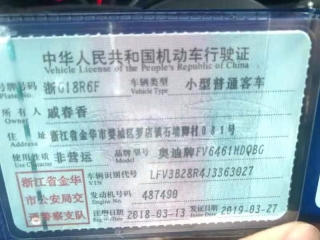 中华人民共和国机动车行驶证
Vehicle License of the People's Republic of China
号牌号码 浙G18R6F 车辆类型 小型普通客车
Plate No. Vehicle Type
所有人 戚春香
Owner
住址 浙江省金华市婺城区罗店镇石墙脚村081号
Address
使用性质 非营运 品牌型号 奥迪牌FV6461HDQBG
Use Character Model
浙江省金华市公安局交通警察支队
车辆识别代号 LFV3B28R4J3363027
VIN
发动机号码 487490
Engine No.
注册日期 2018-03-13 发证日期 2019-03-27
Register Date Issue Date